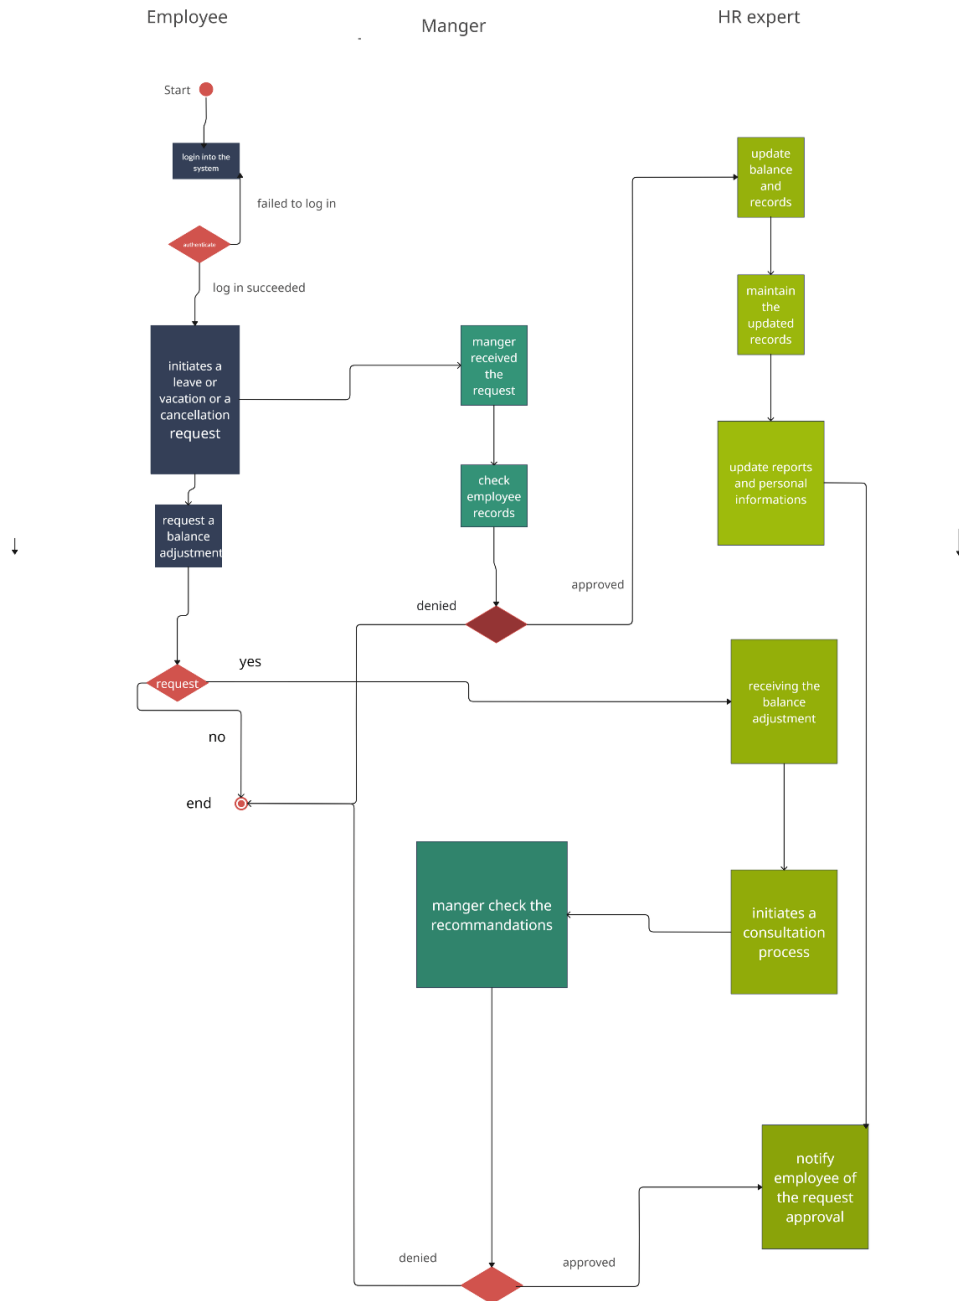 Employee
Manger
HR expert
Start
login into the
system
failed to log in
authenticate
log in succeeded
initiates a
leave or
vacation or a
cancellation
request
manger
received
the
request
update
balance
and
records
maintain
the
updated
records
check
employee
records
update reports
and personal
informations
request a
balance
adjustment
approved
denied
yes
request
no
end
receiving the
balance
adjustment
manger check the
recommandations
initiates a
consultation
process
notify
employee of
the request
approval
denied
approved